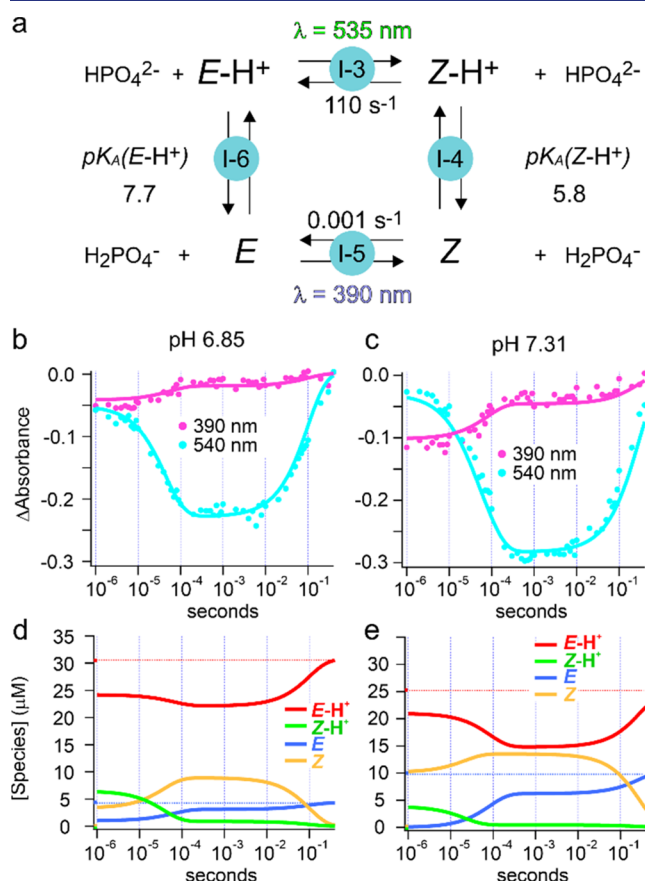 a
λ = 535 nm
HPO₄²⁻ + E-H⁺ I-3 Z-H⁺ + HPO₄²⁻
110 s⁻¹
pKA(E-H⁺) I-6 I-4 pKA(Z-H⁺)
7.7 5.8
0.001 s⁻¹
H₂PO₄⁻ + E I-5 Z + H₂PO₄⁻
λ = 390 nm
b pH 6.85
0.0
-0.1
-0.2
-0.3
ΔAbsorbance
390 nm
540 nm
10⁻⁶ 10⁻⁵ 10⁻⁴ 10⁻³ 10⁻² 10⁻¹
seconds
c pH 7.31
0.0
-0.1
-0.2
-0.3
390 nm
540 nm
10⁻⁶ 10⁻⁵ 10⁻⁴ 10⁻³ 10⁻² 10⁻¹
seconds
d
35
30
25
20
15
10
5
0
[Species] (μM)
E-H⁺
Z-H⁺
E
Z
10⁻⁶ 10⁻⁵ 10⁻⁴ 10⁻³ 10⁻² 10⁻¹
seconds
e
35
30
25
20
15
10
5
0
E-H⁺
Z-H⁺
E
Z
10⁻⁶ 10⁻⁵ 10⁻⁴ 10⁻³ 10⁻² 10⁻¹
seconds